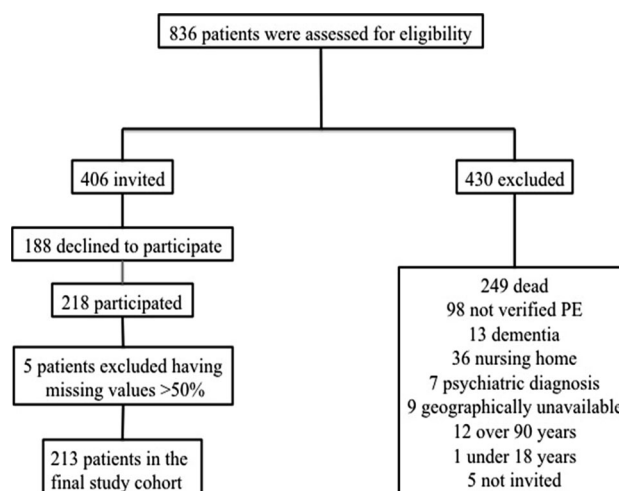 836 patients were assessed for eligibility
406 invited
430 excluded
188 declined to participate
218 participated
5 patients excluded having
missing values >50%
213 patients in the
final study cohort
249 dead
98 not verified PE
13 dementia
36 nursing home
7 psychiatric diagnosis
9 geographically unavailable
12 over 90 years
1 under 18 years
5 not invited